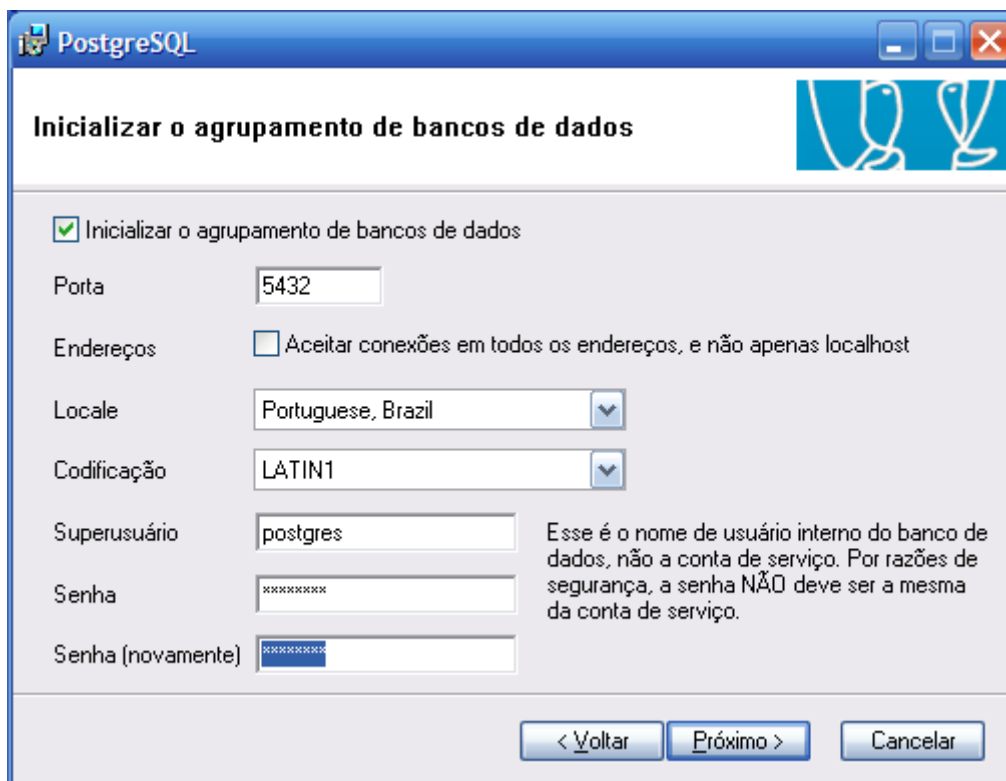 PostgreSQL
Inicializar o agrupamento de bancos de dados
Inicializar o agrupamento de bancos de dados
Porta 5432
Endereços Aceitar conexões em todos os endereços, e não apenas localhost
Locale Portuguese, Brazil
Codificação LATIN1
Superusuário postgres
Esse é o nome de usuário interno do banco de
dados, não a conta de serviço. Por razões de
segurança, a senha NÃO deve ser a mesma
da conta de serviço.
Senha ********
Senha (novamente) ********
< Voltar Próximo > Cancelar